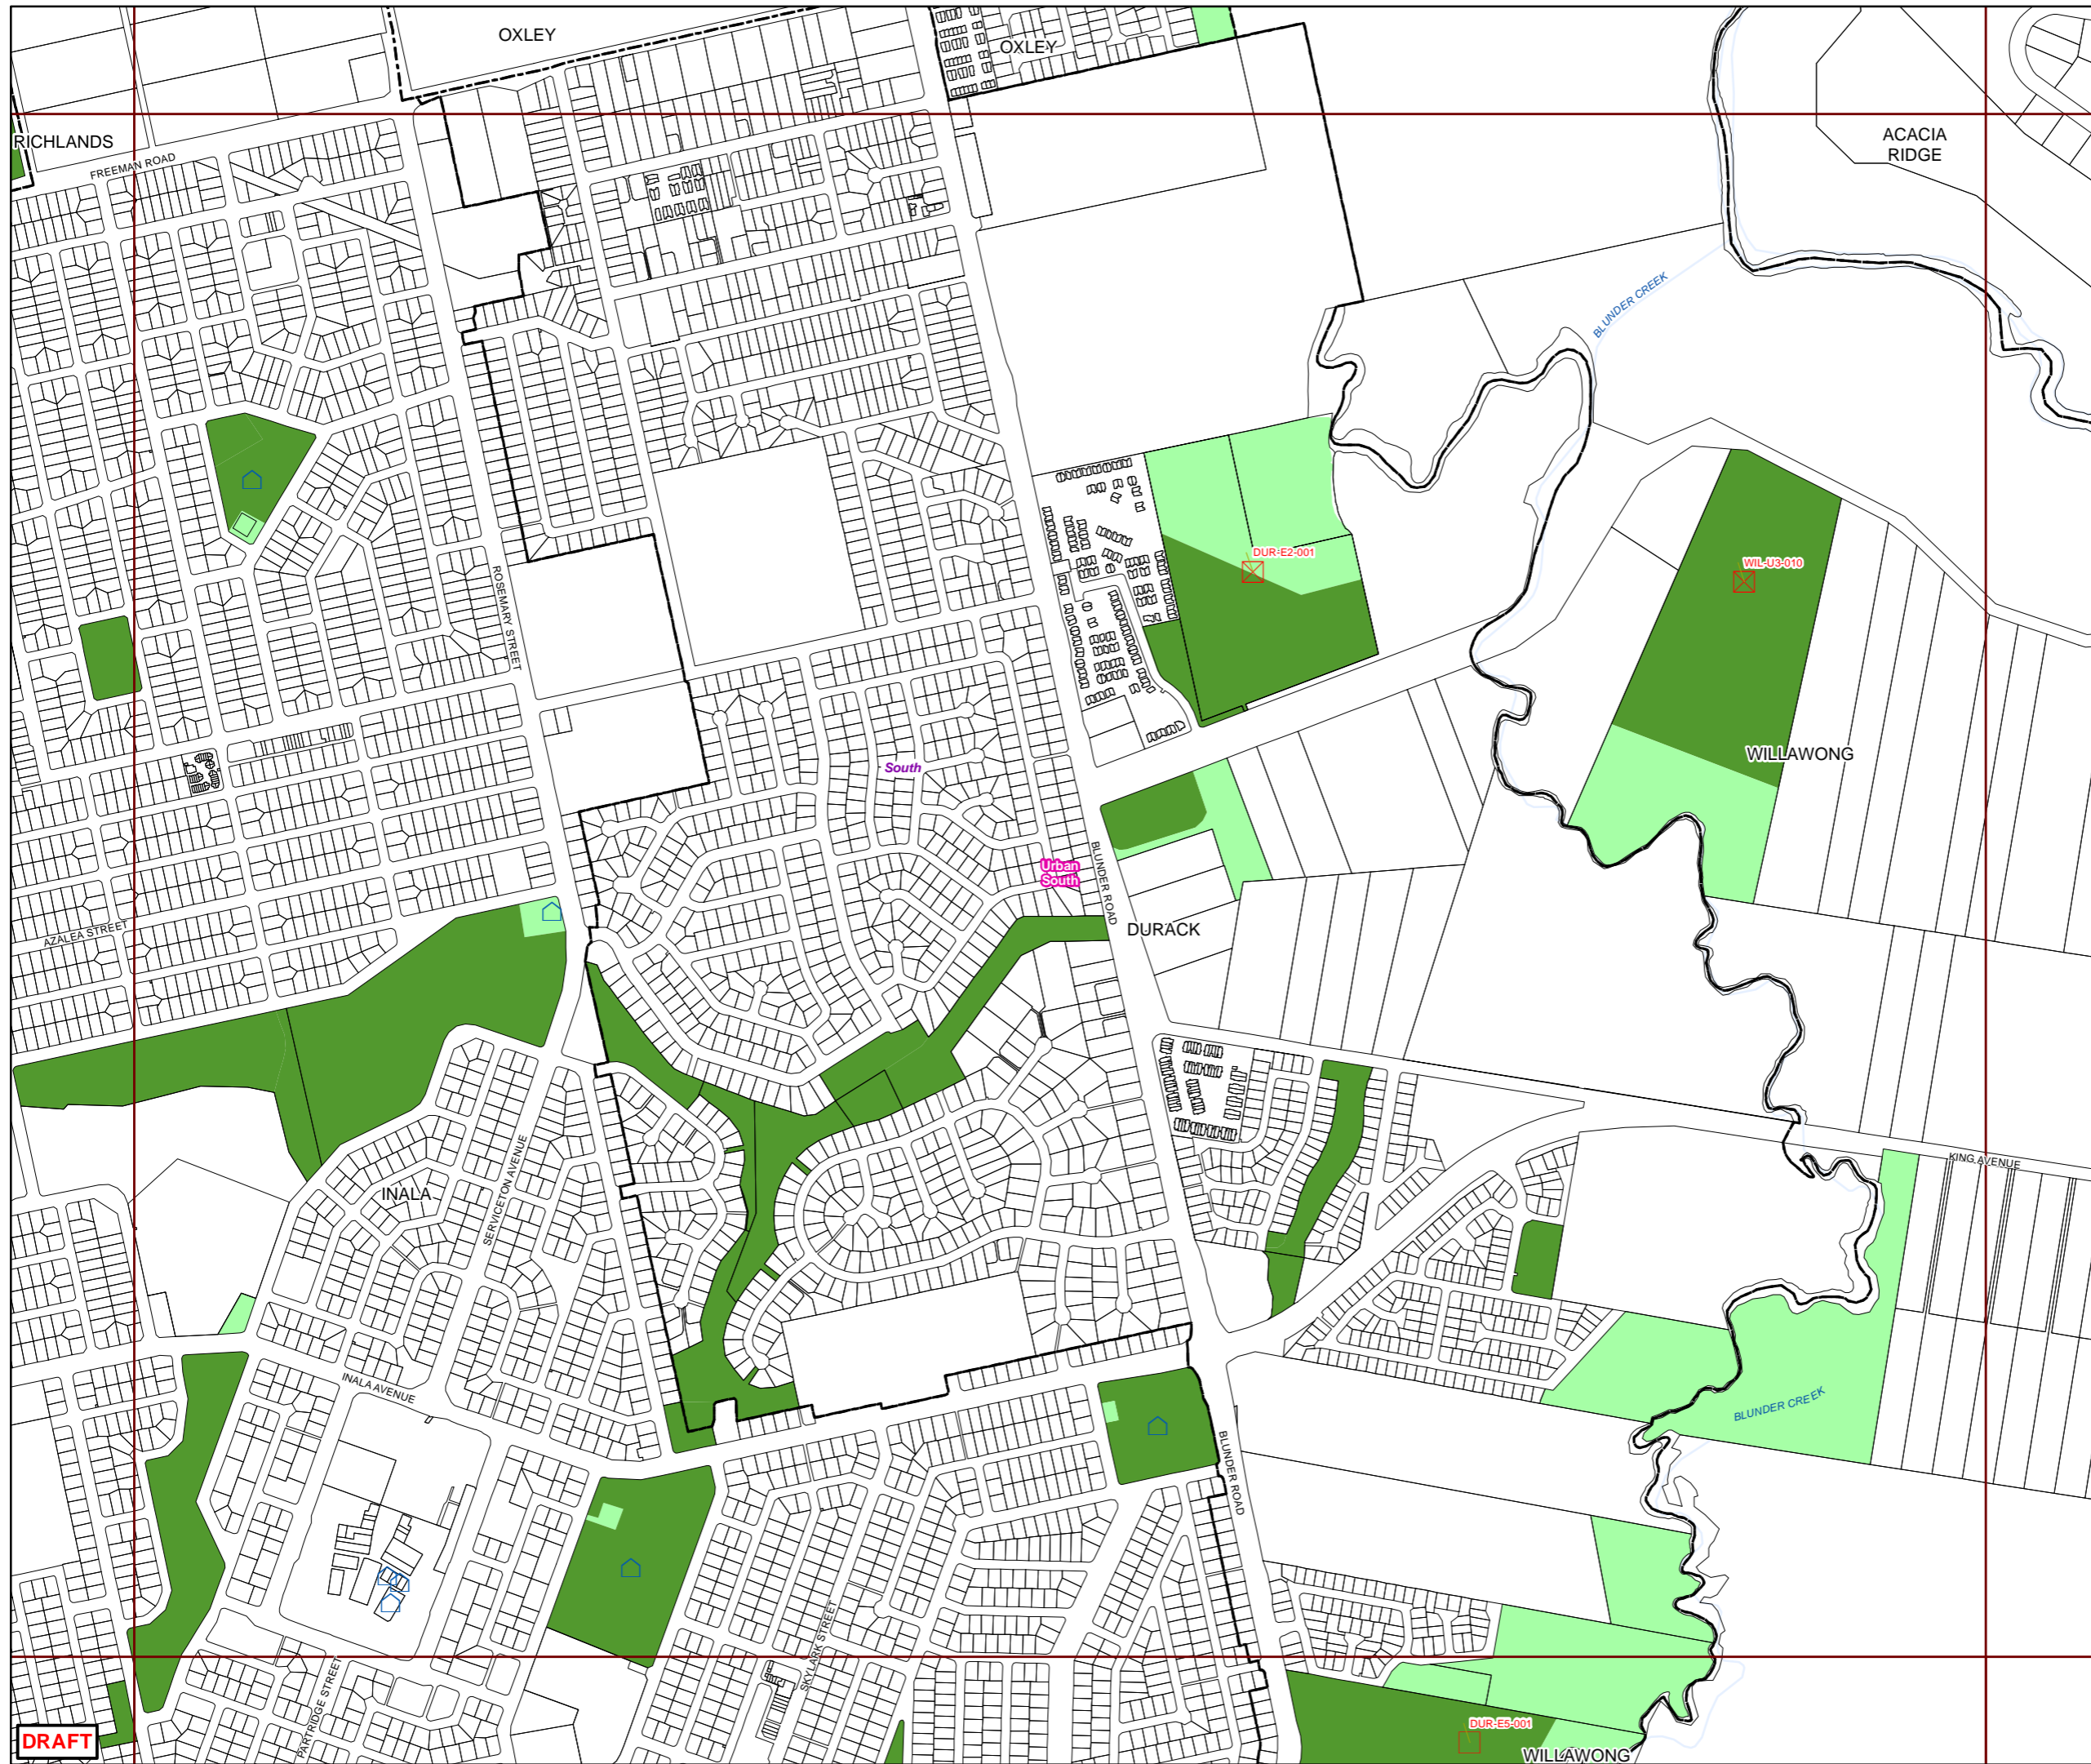 OXLEY
OXLEY
RICHLANDS
FREEMAN ROAD
ACACIA
RIDGE
BLUNDER CREEK
ROSEMARY STREET
DUR-E2-001
WIL-U3-010
WILLAWONG
South
Urban
South
BLUNDER ROAD
AZALEA STREET
DURACK
KING AVENUE
INALA
SERVICETON AVENUE
INALA AVENUE
BLUNDER CREEK
BLUNDER ROAD
SKYLARK STREET
PARTRIDGE STREET
DUR-E5-001
DRAFT
WILLAWONG